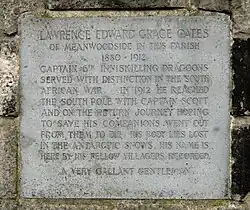 LAWRENCE EDWARD GRACE OATES
OF MEANWOODSIDE IN THIS PARISH
1880 - 1912
CAPTAIN 6TH INNISKILLING DRAGOONS
SERVED WITH DISTINCTION IN THE SOUTH
AFRICAN WAR. IN 1912 HE REACHED
THE SOUTH POLE WITH CAPTAIN SCOTT
AND ON THE RETURN JOURNEY HOPING
TO SAVE HIS COMPANIONS WENT OUT
FROM THEM TO DIE. HIS BODY LIES LOST
IN THE ANTARCTIC SNOWS. HIS NAME IS
HERE BY HIS FELLOW VILLAGERS RECORDED.
A VERY GALLANT GENTLEMAN